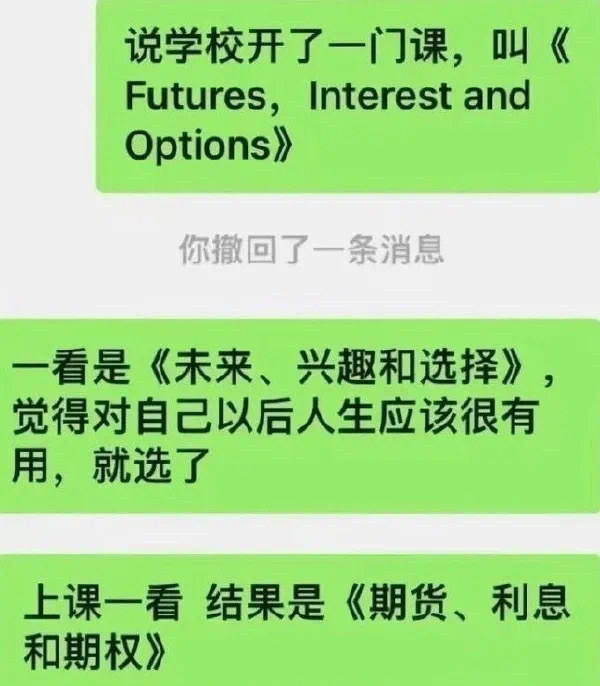 说学校开了一门课，叫《
Futures，Interest and
Options》
你撤回了一条消息
一看是《未来、兴趣和选择》，
觉得对自己以后人生应该很有
用，就选了
上课一看 结果是《期货、利息
和期权》